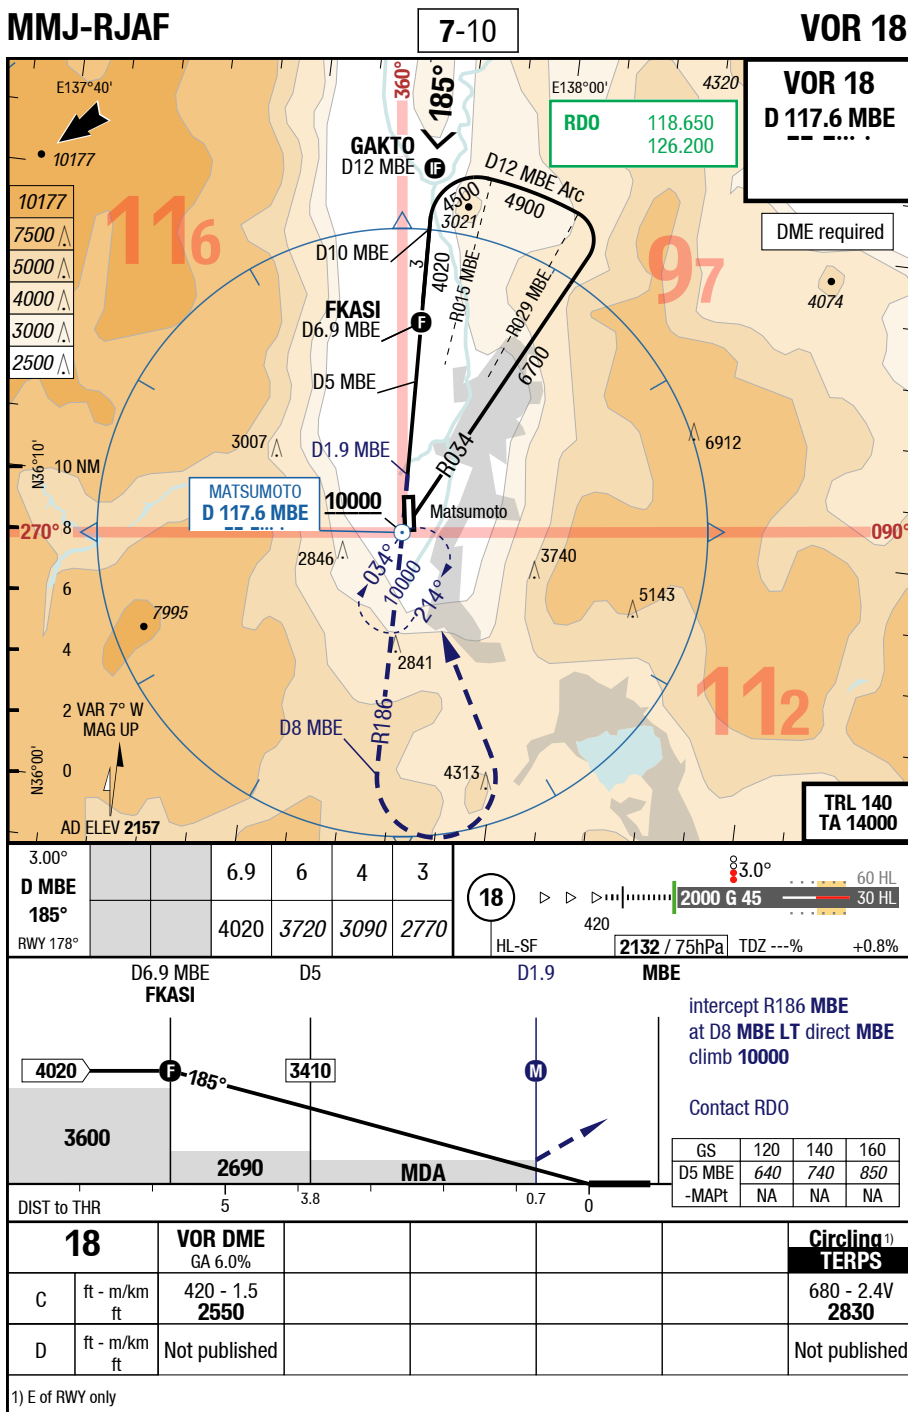 MMJ-RJAF
7-10
VOR 18
E137°40'
360°
185°
E138°00'
4320
VOR 18
D 117.6 MBE
RDO 118.650
126.200
10177
GAKTO
D12 MBE
IF
D12 MBE Arc
10177
7500
5000
4000
3000
2500
116
4500
4900
3021
DME required
D10 MBE
3
4020
R015 MBE
R029 MBE
97
4074
FKASI
D6.9 MBE
F
6700
D5 MBE
3007
D1.9 MBE
R034
6912
N36°10'
10 NM
MATSUMOTO
D 117.6 MBE
10000
Matsumoto
270°
8
090°
2846
034°
10000
214°
3740
6
5143
7995
4
2841
112
2
VAR 7° W
MAG UP
D8 MBE
R186
N36°00'
0
4313
AD ELEV 2157
TRL 140
TA 14000
3.00°
D MBE
185°
RWY 178°
6.9 6 4 3
4020 3720 3090 2770
18
HL-SF
420
3.0°
2000 G 45
60 HL
30 HL
2132 / 75hPa
TDZ ---%
+0.8%
D6.9 MBE
FKASI
D5
D1.9
MBE
intercept R186 MBE
at D8 MBE LT direct MBE
climb 10000
Contact RDO
4020
F
185°
3410
M
3600
2690
MDA
DIST to THR
5
3.8
0.7
0
GS 120 140 160
D5 MBE 640 740 850
-MAPt NA NA NA
18
VOR DME
GA 6.0%
Circling 1)
TERPS
C
ft - m/km
ft
420 - 1.5
2550
680 - 2.4V
2830
D
ft - m/km
ft
Not published
Not published
1) E of RWY only